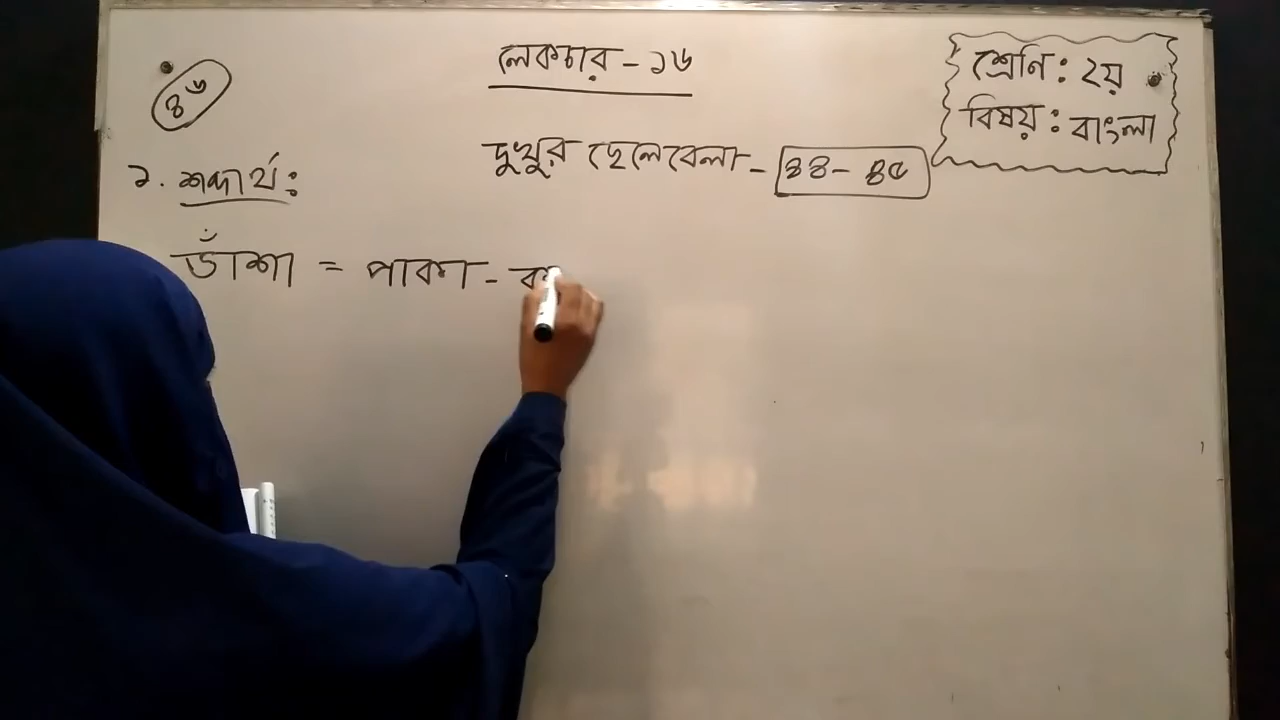 ৪৬
লেকচার - ১৬
শ্রেণি : ২য়
বিষয় : বাংলা
দুখুর ছেলেবেলা - ৪৪ - ৪৫
১. শব্দার্থ :
ডাঁশা = পাকা -